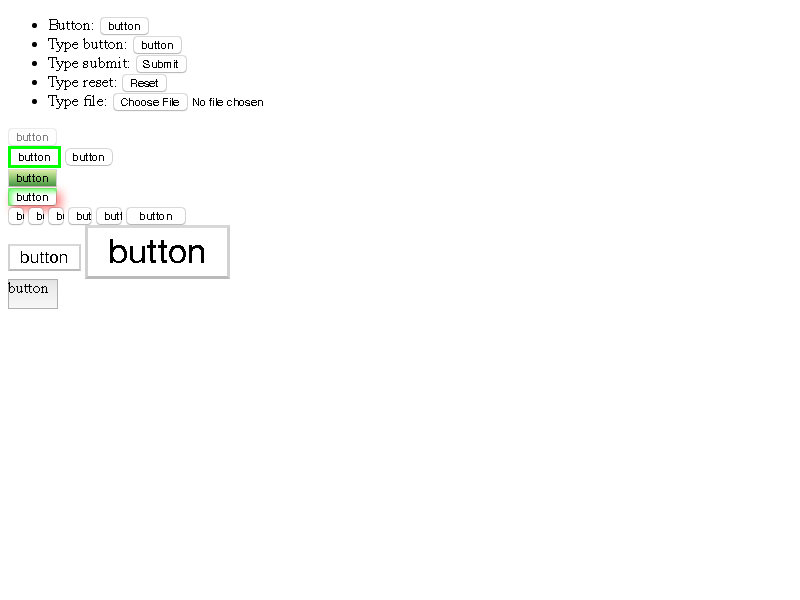 Button: button
Type button: button
Type submit: Submit
Type reset: Reset
Type file: Choose File No file chosen
button
button button
button
button
bu bu bu but butt button
button button
button